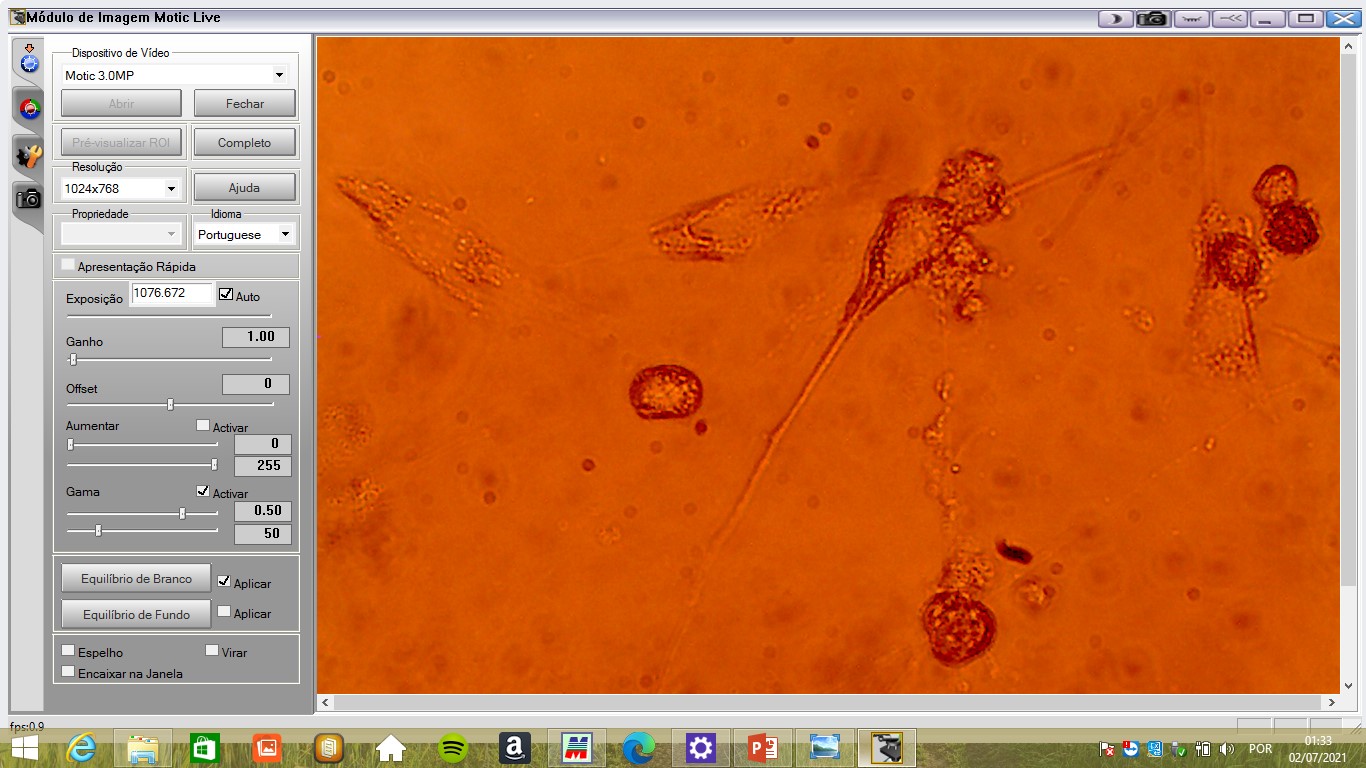 Módulo de Imagem Motic Live
Dispositivo de Vídeo
Motic 3.0MP
Abrir
Fechar
Pré-visualizar ROI
Completo
Resolução
1024x768
Ajuda
Propriedade
Idioma
Portuguese
Apresentação Rápida
Exposição
1076.672
Auto
Ganho
1.00
Offset
0
Aumentar
Activar
0
255
Gama
Activar
0.50
50
Equilíbrio de Branco
Aplicar
Equilíbrio de Fundo
Aplicar
Espelho
Virar
Encaixar na Janela
fps:0.9
POR
01:33
02/07/2021